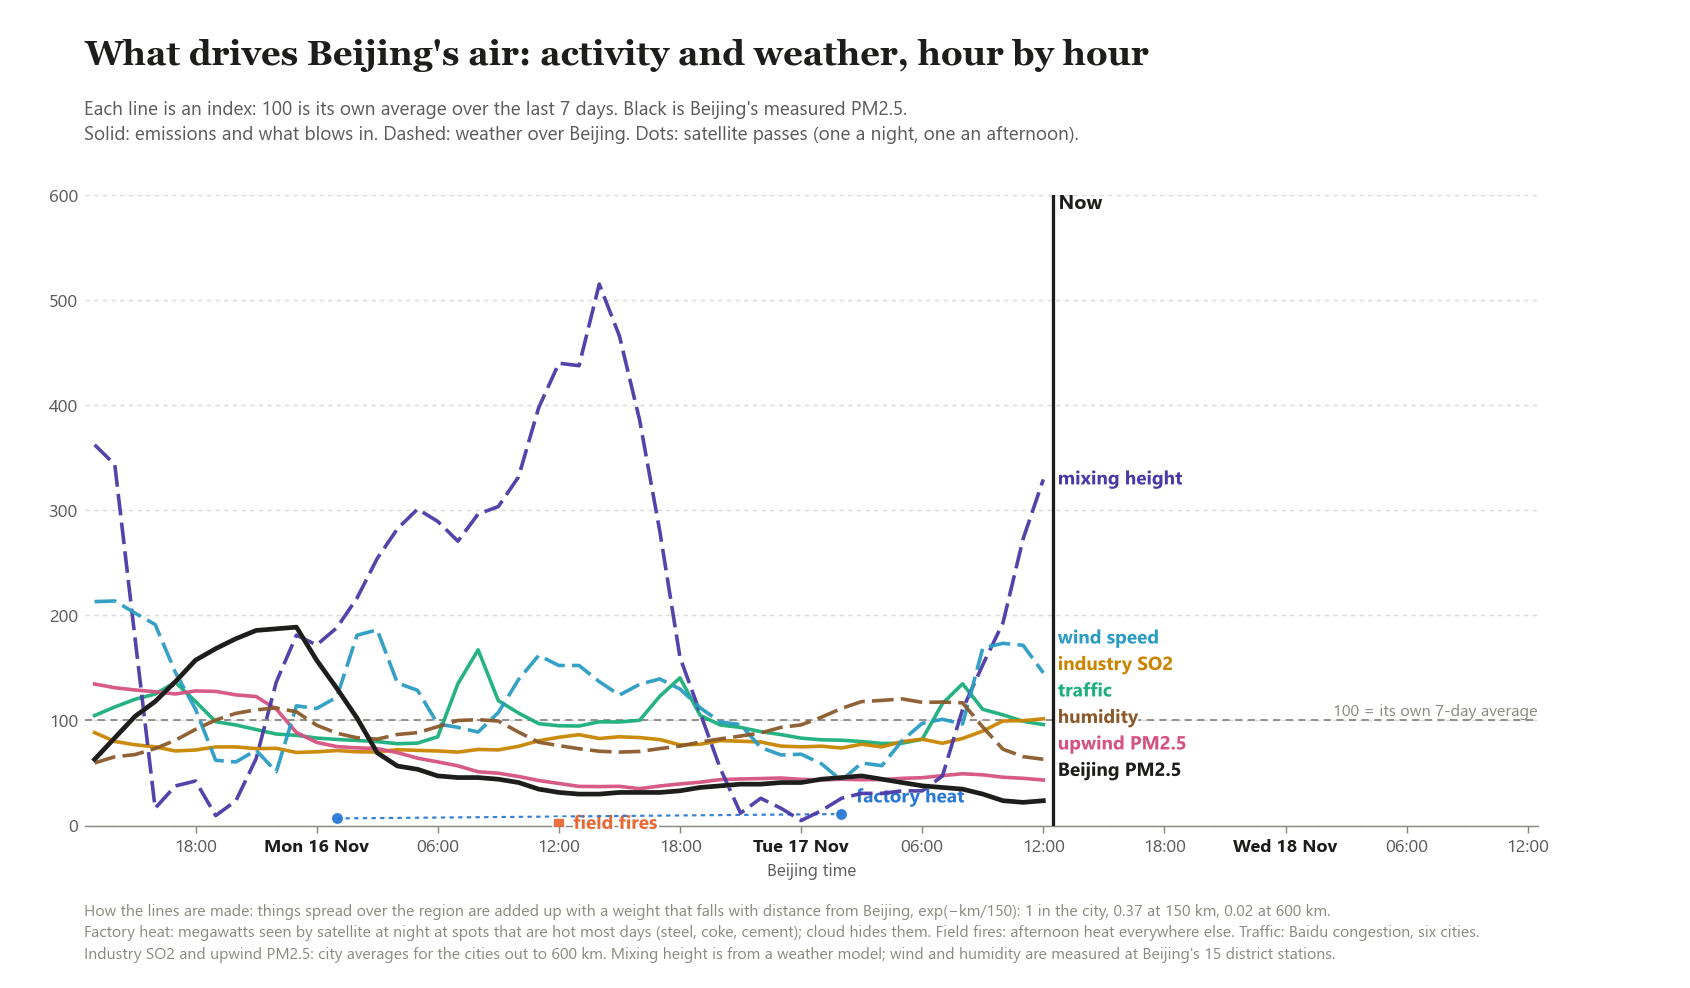 What drives Beijing's air: activity and weather, hour by hour
Each line is an index: 100 is its own average over the last 7 days. Black is Beijing's measured PM2.5.
Solid: emissions and what blows in. Dashed: weather over Beijing. Dots: satellite passes (one a night, one an afternoon).
600
Now
500
400
mixing height
300
200
wind speed
industry SO2
traffic
100 = its own 7-day average
humidity
100
upwind PM2.5
Beijing PM2.5
factory heat
field fires
0
18:00 Mon 16 Nov 06:00 12:00 18:00 Tue 17 Nov 06:00 12:00 18:00 Wed 18 Nov 06:00 12:00
Beijing time
How the lines are made: things spread over the region are added up with a weight that falls with distance from Beijing, exp(−km/150): 1 in the city, 0.37 at 150 km, 0.02 at 600 km.
Factory heat: megawatts seen by satellite at night at spots that are hot most days (steel, coke, cement); cloud hides them. Field fires: afternoon heat everywhere else. Traffic: Baidu congestion, six cities.
Industry SO2 and upwind PM2.5: city averages for the cities out to 600 km. Mixing height is from a weather model; wind and humidity are measured at Beijing's 15 district stations.